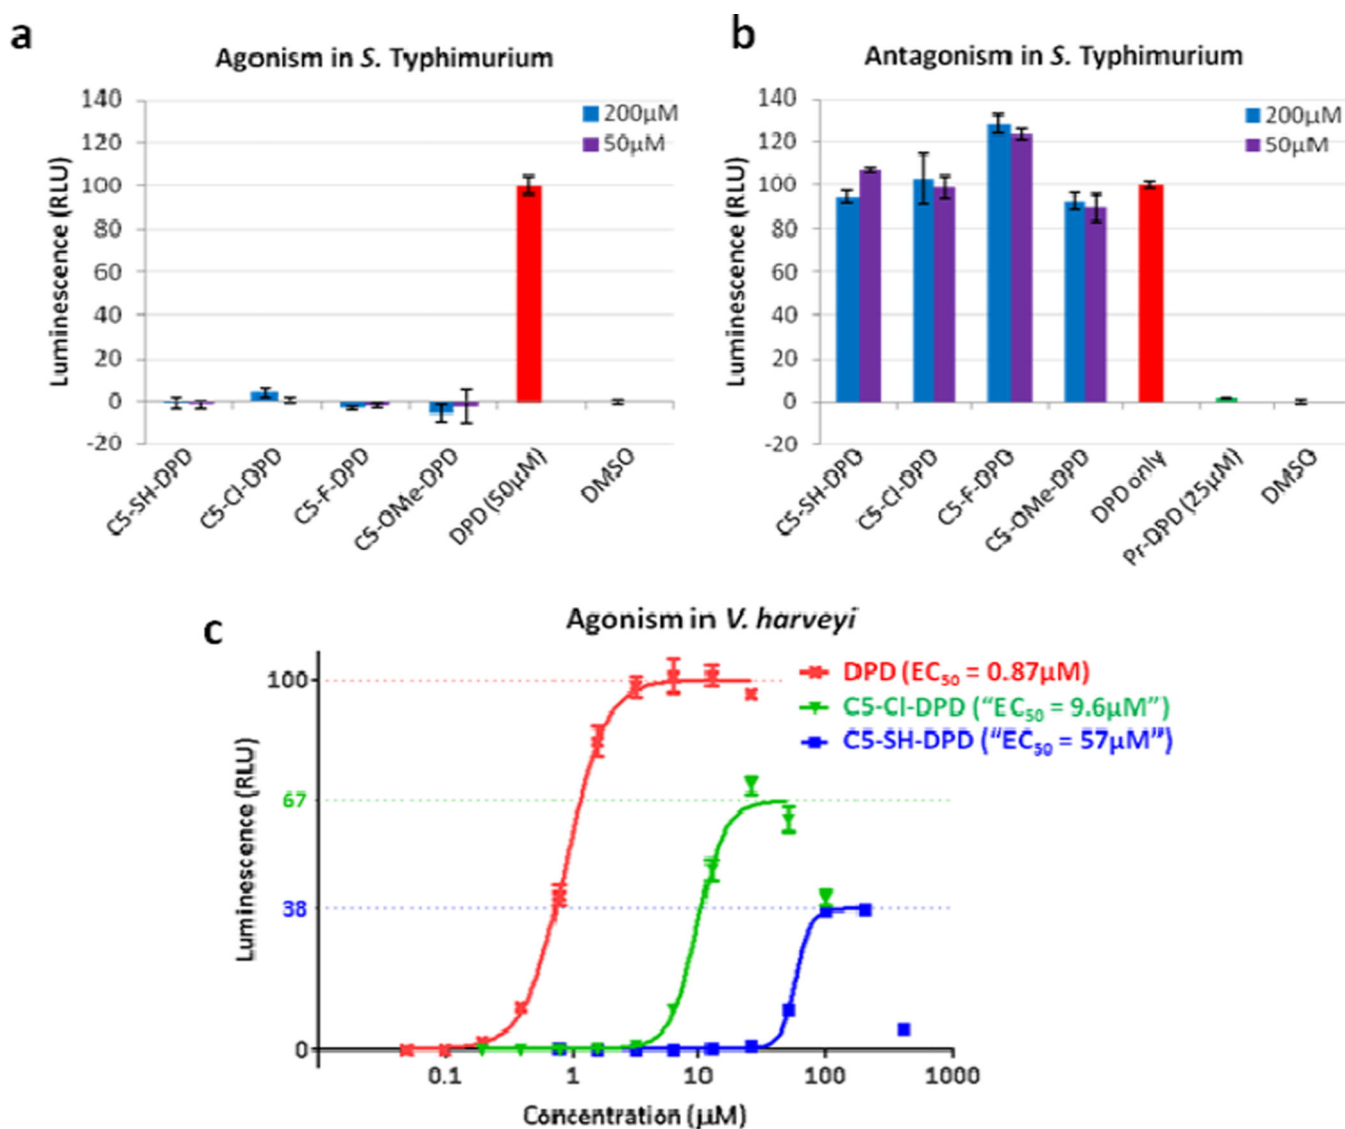 a
Agonism in S. Typhimurium
200µM
50µM
Luminescence (RLU)
140
120
100
80
60
40
20
0
-20
C5-SH-DPD
C5-Cl-DPD
C5-F-DPD
C5-OMe-DPD
DPD (50µM)
DMSO
b
Antagonism in S. Typhimurium
200µM
50µM
Luminescence (RLU)
140
120
100
80
60
40
20
0
-20
C5-SH-DPD
C5-Cl-DPD
C5-F-DPD
C5-OMe-DPD
DPD only
Pr-DPD (25µM)
DMSO
c
Agonism in V. harveyi
DPD (EC50 = 0.87µM)
C5-Cl-DPD ("EC50 = 9.6µM")
C5-SH-DPD ("EC50 = 57µM")
Luminescence (RLU)
100
67
38
0
0.1
1
10
100
1000
Concentration (µM)